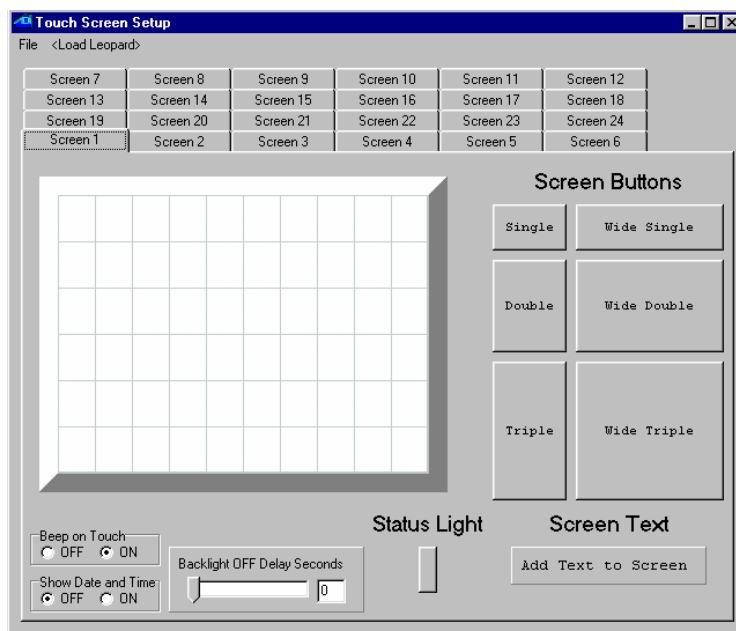 Touch Screen Setup
File <Load Leopard>
Screen 7 Screen 8 Screen 9 Screen 10 Screen 11 Screen 12
Screen 13 Screen 14 Screen 15 Screen 16 Screen 17 Screen 18
Screen 19 Screen 20 Screen 21 Screen 22 Screen 23 Screen 24
Screen 1 Screen 2 Screen 3 Screen 4 Screen 5 Screen 6
Screen Buttons
Single Wide Single
Double Wide Double
Triple Wide Triple
Status Light
Screen Text
Add Text to Screen
Beep on Touch
OFF ON
Show Date and Time
OFF ON
Backlight OFF Delay Seconds
0